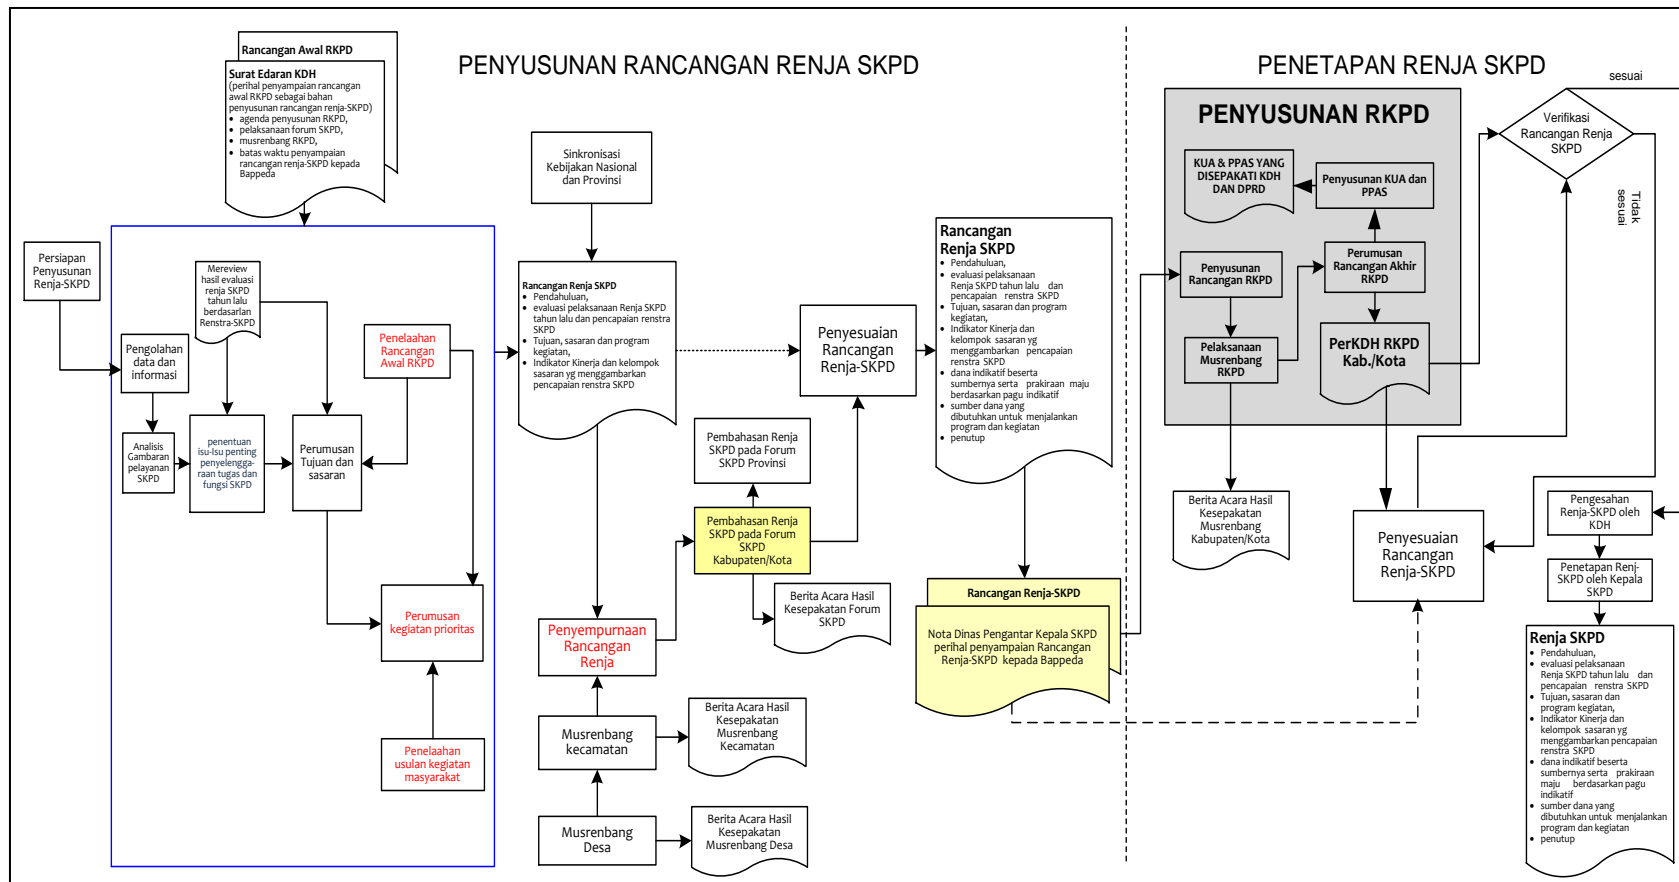 PENYUSUNAN RANCANGAN RENJA SKPD
PENETAPAN RENJA SKPD
Rancangan Awal RKPD
Surat Edaran KDH
(perihal penyampaian rancangan
awal RKPD sebagai bahan
penyusunan rancangan renja-SKPD)
• agenda penyusunan RKPD,
• pelaksanaan forum SKPD,
• musrenbang RKPD,
• batas waktu penyampaian
rancangan renja-SKPD kepada
Bappeda
Persiapan
Penyusunan
Renja-SKPD
Pengolahan
data dan
informasi
Analisis
Gambaran
pelayanan
SKPD
Mereview
hasil evaluasi
renja SKPD
tahun lalu
berdasarlan
Renstra-SKPD
penentuan
isu-Isu penting
penyelengga-
raan tugas dan
fungsi SKPD
Perumusan
Tujuan dan
sasaran
Penelaahan
Rancangan
Awal RKPD
Perumusan
kegiatan prioritas
Penelaahan
usulan kegiatan
masyarakat
Sinkronisasi
Kebijakan Nasional
dan Provinsi
Rancangan Renja SKPD
• Pendahuluan,
• evaluasi pelaksanaan Renja SKPD
tahun lalu dan pencapaian renstra
SKPD
• Tujuan, sasaran dan program
kegiatan,
• Indikator Kinerja dan kelompok
sasaran yg menggambarkan
pencapaian renstra SKPD
Penyempurnaan
Rancangan
Renja
Musrenbang
kecamatan
Musrenbang
Desa
Berita Acara Hasil
Kesepakatan
Musrenbang
Kecamatan
Berita Acara Hasil
Kesepakatan
Musrenbang Desa
Pembahasan Renja
SKPD pada Forum
SKPD Provinsi
Pembahasan Renja
SKPD pada Forum
SKPD
Kabupaten/Kota
Berita Acara Hasil
Kesepakatan Forum
SKPD
Penyesuaian
Rancangan
Renja-SKPD
Rancangan
Renja SKPD
• Pendahuluan,
• evaluasi pelaksanaan
Renja SKPD tahun lalu dan
pencapaian renstra SKPD
• Tujuan, sasaran dan program
kegiatan,
• Indikator Kinerja dan
kelompok sasaran yg
menggambarkan pencapaian
renstra SKPD
• dana indikatif beserta
sumbernya serta prakiraan maju
berdasarkan pagu indikatif
• sumber dana yang
dibutuhkan untuk menjalankan
program dan kegiatan
• penutup
Rancangan Renja-SKPD
Nota Dinas Pengantar Kepala SKPD
perihal penyampaian Rancangan
Renja-SKPD kepada Bappeda
PENYUSUNAN RKPD
KUA & PPAS YANG
DISEPAKATI KDH
DAN DPRD
Penyusunan KUA dan
PPAS
Penyusunan
Rancangan RKPD
Perumusan
Rancangan Akhir
RKPD
Pelaksanaan
Musrenbang
RKPD
PerKDH RKPD
Kab./Kota
Berita Acara Hasil
Kesepakatan
Musrenbang
Kabupaten/Kota
sesuai
Verifikasi
Rancangan Renja
SKPD
Tidak
sesuai
Penyesuaian
Rancangan
Renja-SKPD
Pengesahan
Renja-SKPD oleh
KDH
Penetapan Renj-
SKPD oleh Kepala
SKPD
Renja SKPD
• Pendahuluan,
• evaluasi pelaksanaan
Renja SKPD tahun lalu dan
pencapaian renstra SKPD
• Tujuan, sasaran dan
program kegiatan,
• Indikator Kinerja dan
kelompok sasaran yg
menggambarkan pencapaian
renstra SKPD
• dana indikatif beserta
sumbernya serta prakiraan
maju berdasarkan pagu
indikatif
• sumber dana yang
dibutuhkan untuk menjalankan
program dan kegiatan
• penutup